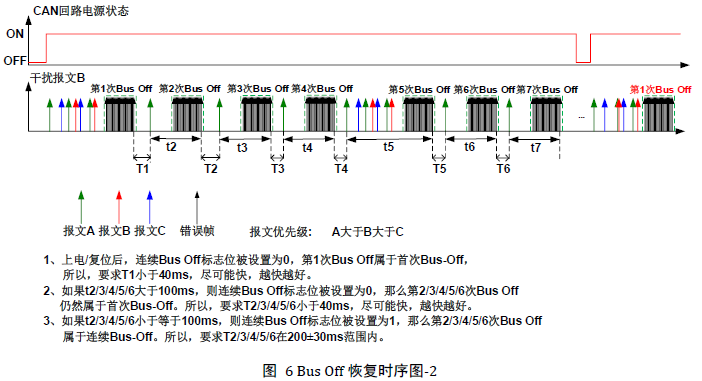 CAN回路电源状态
ON
OFF
干扰报文B
第1次Bus Off 第2次Bus Off 第3次Bus Off 第4次Bus Off 第5次Bus Off 第6次Bus Off 第7次Bus Off 第1次Bus Off
...
t2 t3 t4 t5 t6 t7
T1 T2 T3 T4 T5 T6
报文A 报文B 报文C 错误帧 报文优先级: A大于B大于C
1、上电/复位后，连续Bus Off标志位被设置为0，第1次Bus Off属于首次Bus-Off,
所以，要求T1小于40ms，尽可能快，越快越好。
2、如果t2/3/4/5/6大于100ms，则连续Bus Off标志位被设置为0，那么第2/3/4/5/6次Bus Off
仍然属于首次Bus-Off。所以，要求T2/3/4/5/6小于40ms，尽可能快，越快越好。
3、如果t2/3/4/5/6小于等于100ms，则连续Bus Off标志位被设置为1，那么第2/3/4/5/6次Bus Off
属于连续Bus-Off。所以，要求T2/3/4/5/6在200±30ms范围内。
图 6 Bus Off 恢复时序图-2